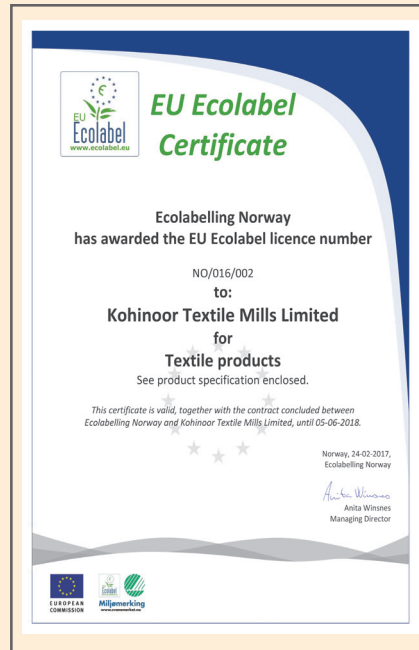 EU
Ecolabel
www.ecolabel.eu
EU Ecolabel
Certificate
Ecolabelling Norway
has awarded the EU Ecolabel licence number
NO/016/002
to:
Kohinoor Textile Mills Limited
for
Textile products
See product specification enclosed.
This certificate is valid, together with the contract concluded between
Ecolabelling Norway and Kohinoor Textile Mills Limited, until 05-06-2018.
Norway, 24-02-2017,
Ecolabelling Norway
Anita Winsnes
Anita Winsnes
Managing Director
EUROPEAN
COMMISSION
Ecolabel
Miljømerking